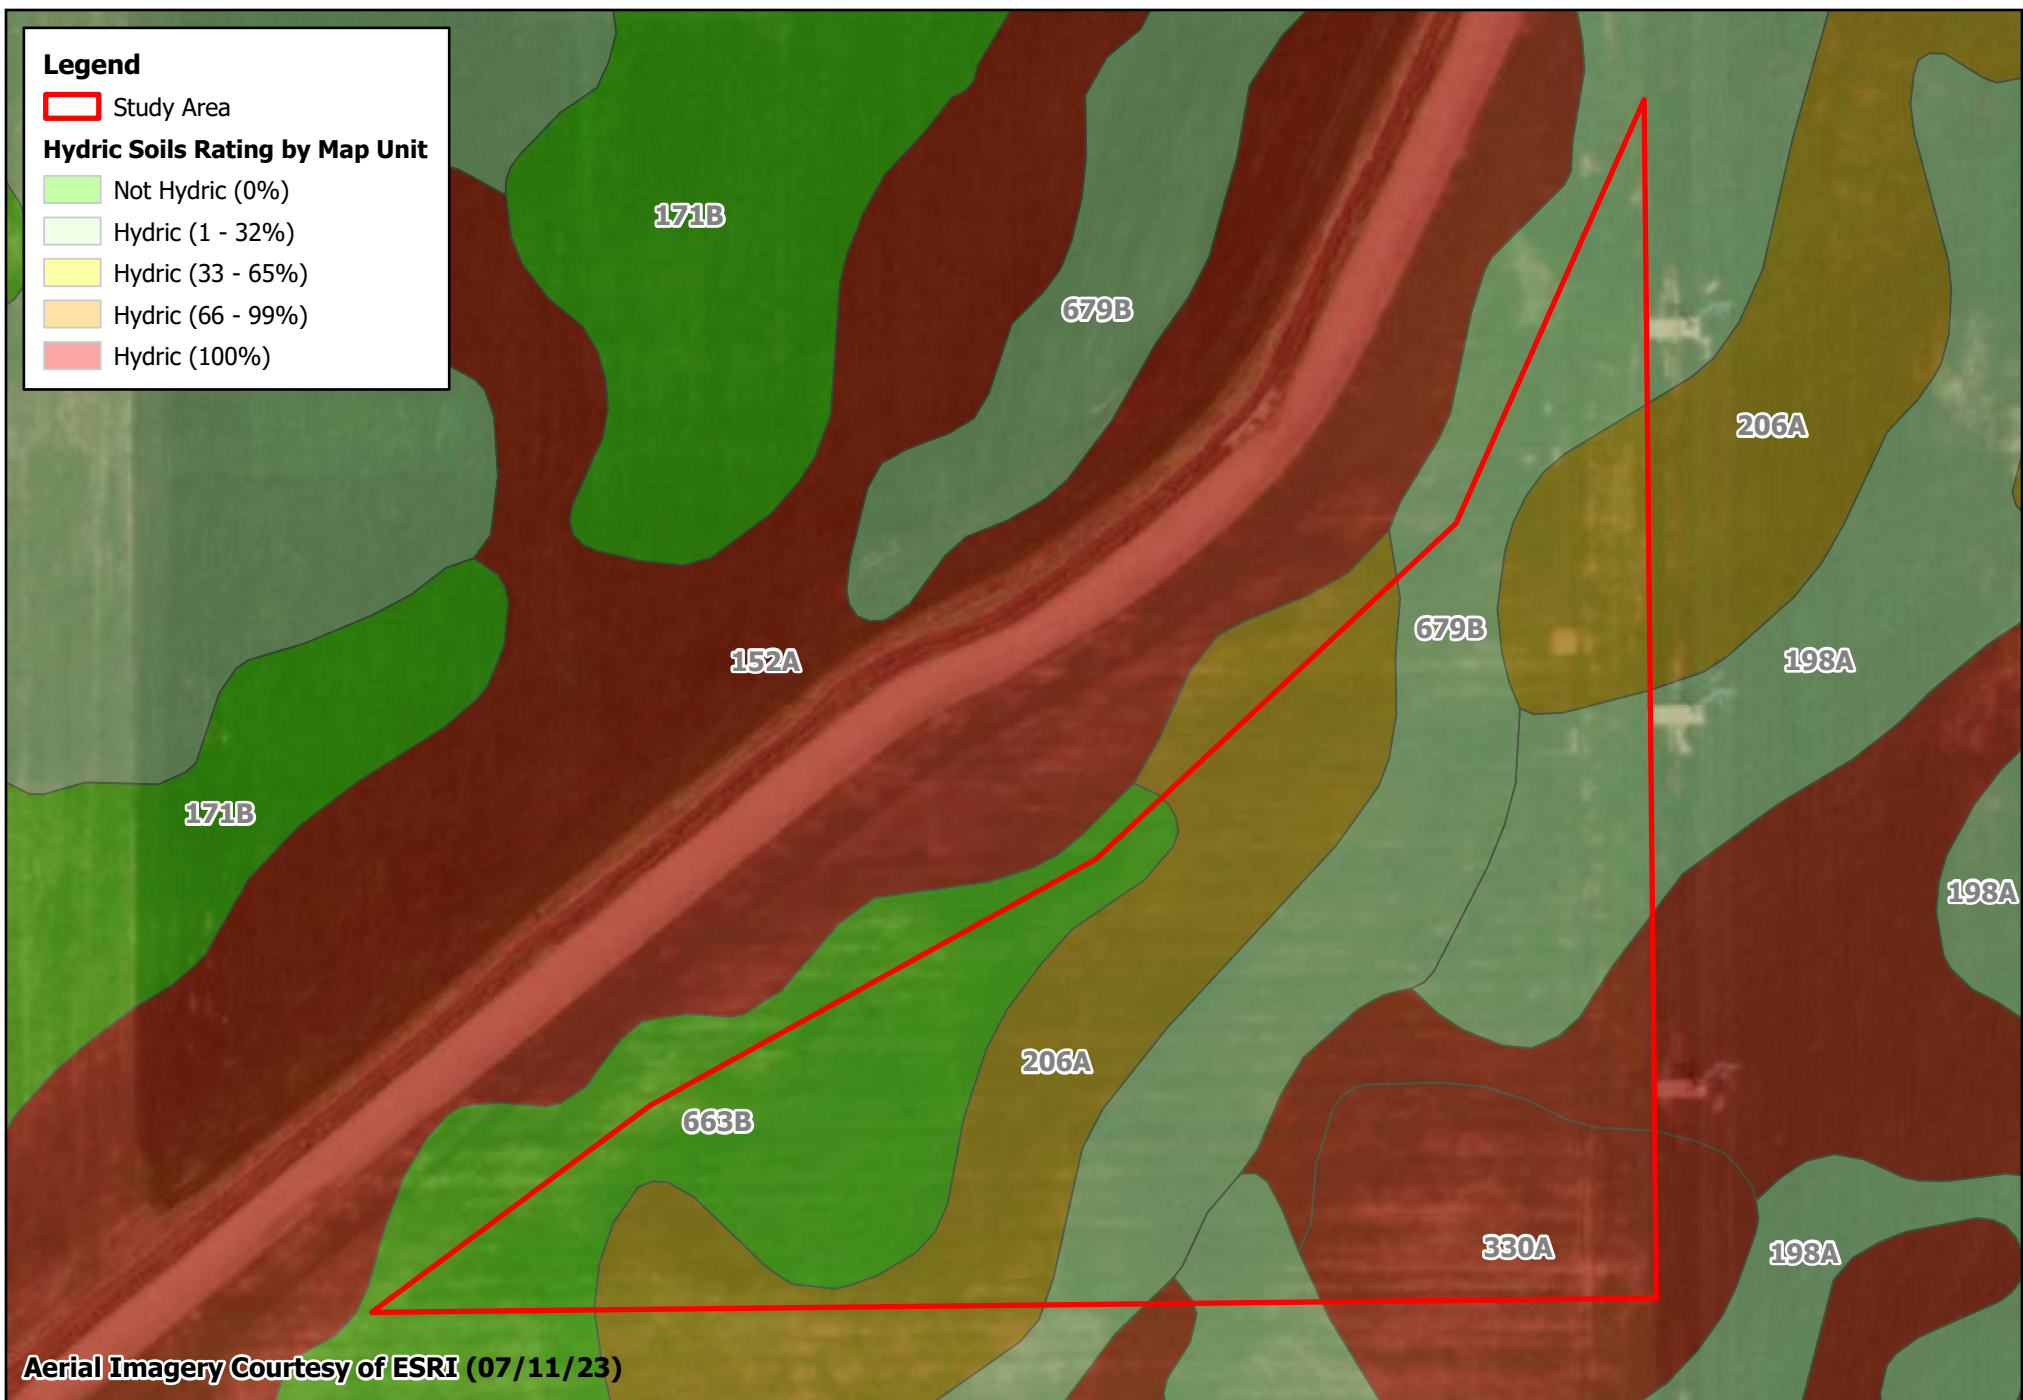 Legend
Study Area
Hydric Soils Rating by Map Unit
Not Hydric (0%)
Hydric (1 - 32%)
Hydric (33 - 65%)
Hydric (66 - 99%)
Hydric (100%)
171B
679B
206A
679B
152A
198A
171B
198A
206A
663B
330A
198A
Aerial Imagery Courtesy of ESRI (07/11/23)